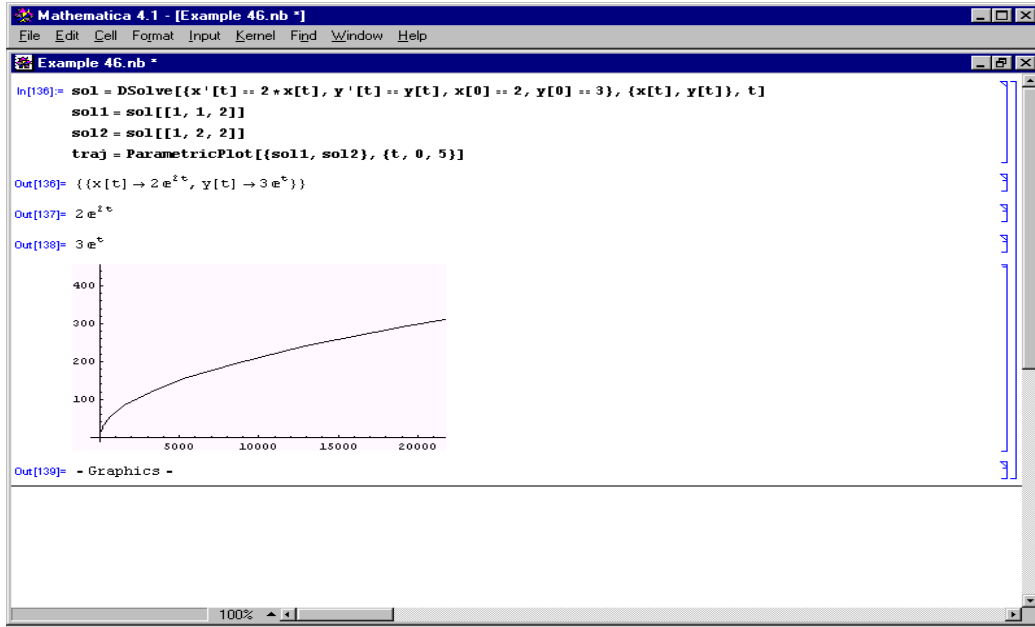 Mathematica 4.1 - [Example 46.nb *]
File Edit Cell Format Input Kernel Find Window Help
Example 46.nb *
In[136]:= sol = DSolve[{x'[t] == 2 * x[t], y'[t] == y[t], x[0] == 2, y[0] == 3}, {x[t], y[t]}, t]
sol1 = sol[[1, 1, 2]]
sol2 = sol[[1, 2, 2]]
traj = ParametricPlot[{sol1, sol2}, {t, 0, 5}]
Out[136]= {{x[t] → 2 ⅇ^2 t, y[t] → 3 ⅇ^t}}
Out[137]= 2 ⅇ^2 t
Out[138]= 3 ⅇ^t
400
300
200
100
5000 10000 15000 20000
Out[139]= - Graphics -
100%